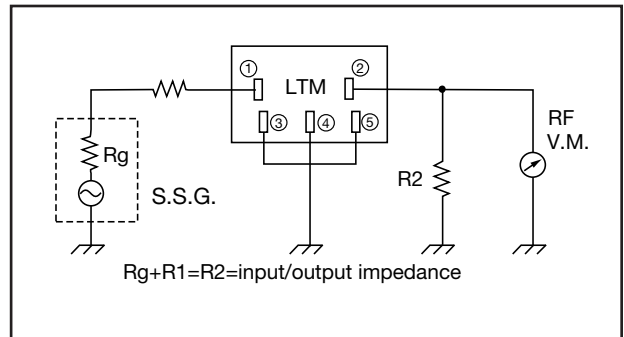 ① LTM ②
③ ④ ⑤
Rg
S.S.G.
R2
RF
V.M.
Rg+R1=R2=input/output impedance